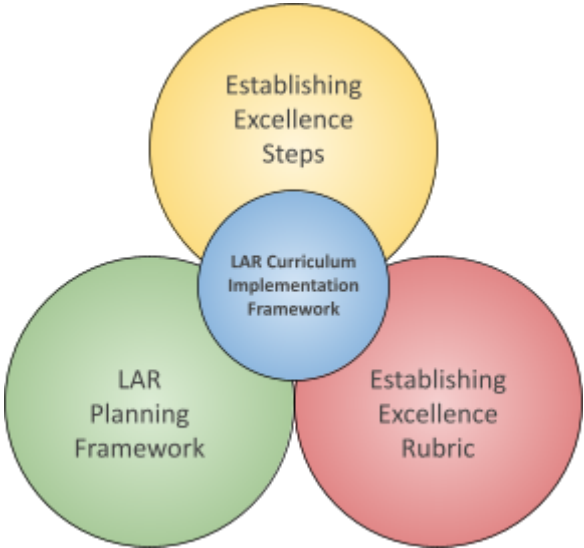 Establishing
Excellence
Steps
LAR Curriculum
Implementation
Framework
LAR
Planning
Framework
Establishing
Excellence
Rubric